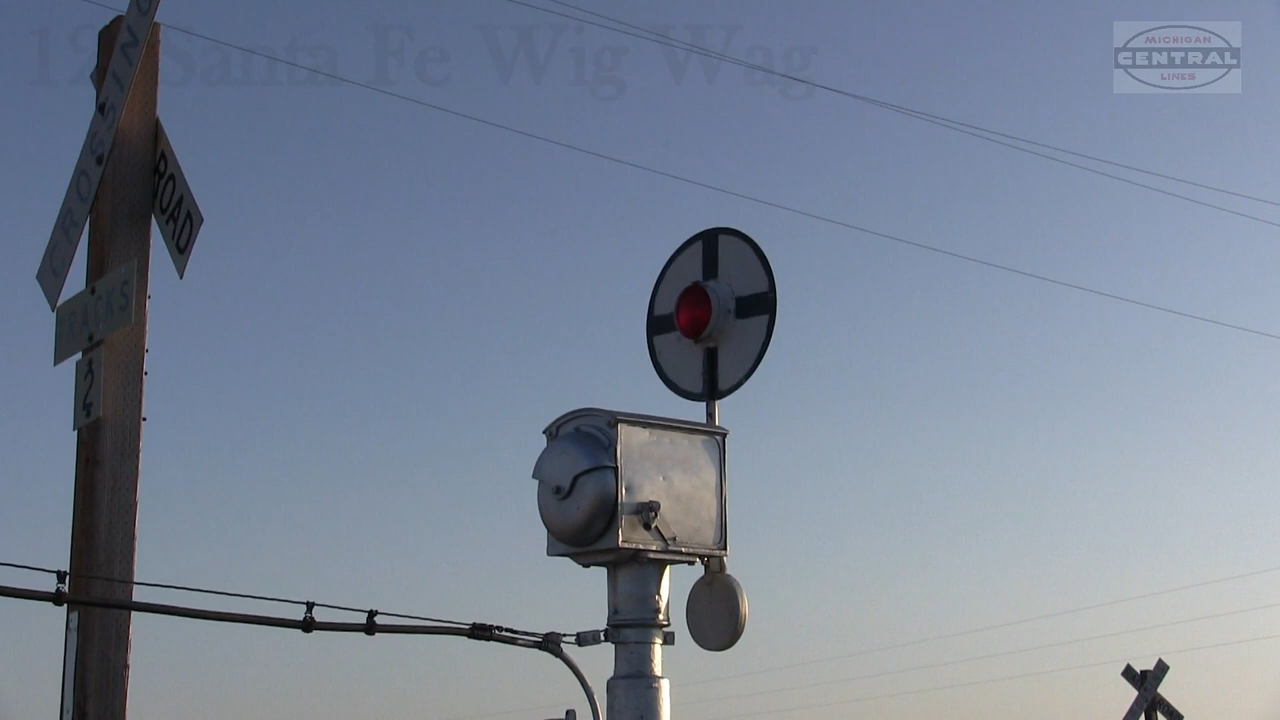 Santa Fe Wig Wag
MICHIGAN
CENTRAL
LINES
CROSSING
ROAD
TRACKS
2